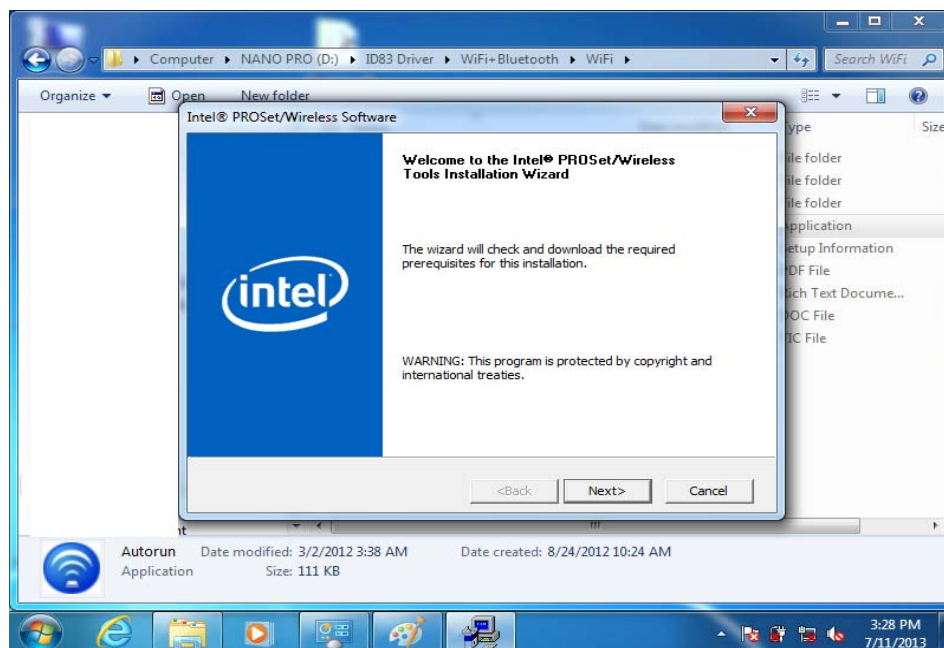 Computer ▸ NANO PRO (D:) ▸ ID83 Driver ▸ WiFi+Bluetooth ▸ WiFi ▸
Search WiFi
Organize
Open
New folder
Intel® PROSet/Wireless Software
Size
Welcome to the Intel® PROSet/Wireless
Tools Installation Wizard
The wizard will check and download the required
prerequisites for this installation.
intel
WARNING: This program is protected by copyright and
international treaties.
<Back
Next>
Cancel
ype
ile folder
ile folder
ile folder
pplication
etup Information
DF File
ich Text Docume...
OC File
IC File
nt
Autorun
Date modified: 3/2/2012 3:38 AM
Date created: 8/24/2012 10:24 AM
Application
Size: 111 KB
3:28 PM
7/11/2013